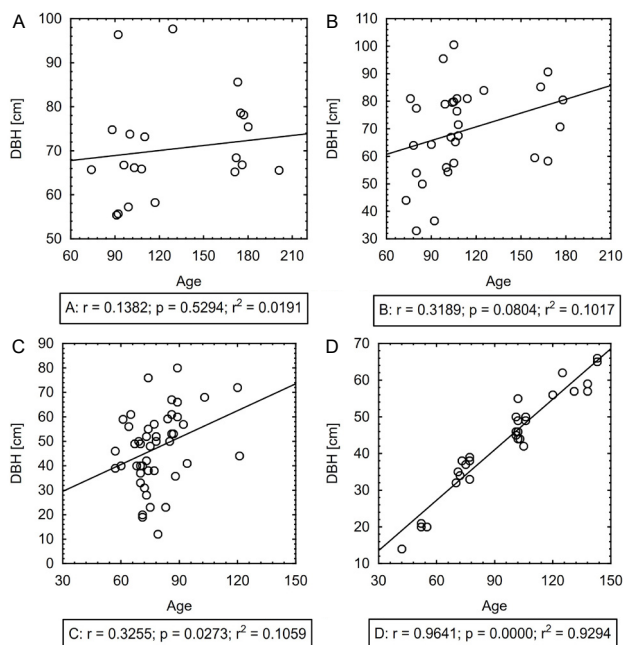 A
100
90
80
70
60
50
DBH [cm]
60 90 120 150 180 210
Age
A: r = 0.1382; p = 0.5294; r² = 0.0191
B
110
100
90
80
70
60
50
40
30
DBH [cm]
60 90 120 150 180 210
Age
B: r = 0.3189; p = 0.0804; r² = 0.1017
C
90
80
70
60
50
40
30
20
10
0
DBH [cm]
30 60 90 120 150
Age
C: r = 0.3255; p = 0.0273; r² = 0.1059
D
70
60
50
40
30
20
10
DBH [cm]
30 60 90 120 150
Age
D: r = 0.9641; p = 0.0000; r² = 0.9294